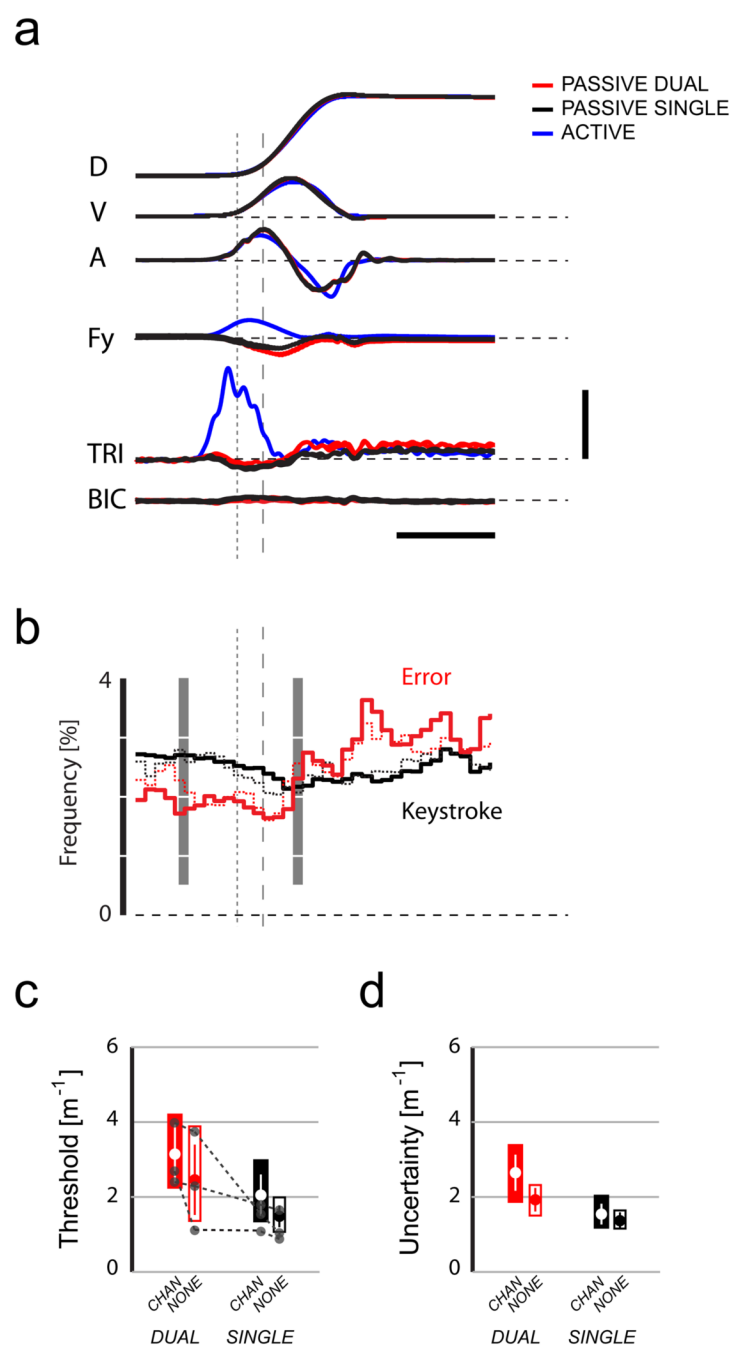 a
PASSIVE DUAL
PASSIVE SINGLE
ACTIVE
D
V
A
Fy
TRI
BIC
b
4
Error
Frequency [%]
Keystroke
0
c
d
6
4
2
0
Threshold [m⁻¹]
CHAN
NONE
CHAN
NONE
DUAL
SINGLE
6
4
2
0
Uncertainty [m⁻¹]
CHAN
NONE
CHAN
NONE
DUAL
SINGLE